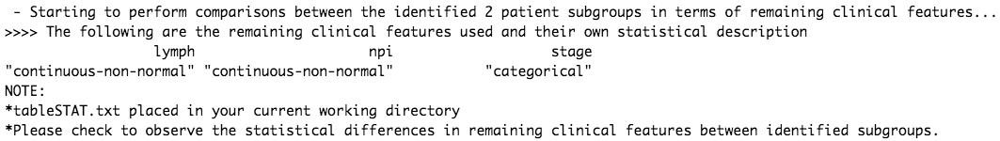 - Starting to perform comparisons between the identified 2 patient subgroups in terms of remaining clinical features...
>>>> The following are the remaining clinical features used and their own statistical description
lymph npi stage
"continuous-non-normal" "continuous-non-normal" "categorical"
NOTE:
*tableSTAT.txt placed in your current working directory
*Please check to observe the statistical differences in remaining clinical features between identified subgroups.